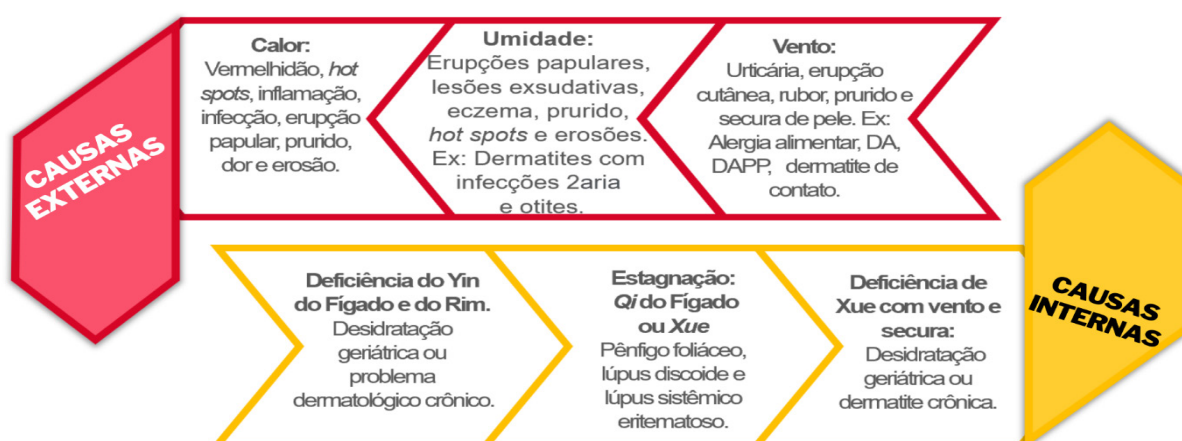 CAUSAS
EXTERNAS
Calor:
Vermelhidão, hot
spots, inflamação,
infecção, erupção
papular, prurido,
dor e erosão.
Umidade:
Erupções papulares,
lesões exsudativas,
eczema, prurido,
hot spots e erosões.
Ex: Dermatites com
infecções 2aria
e otites.
Vento:
Urticária, erupção
cutânea, rubor, prurido e
secura de pele. Ex:
Alergia alimentar, DA,
DAPP, dermatite de
contato.
Deficiência do Yin
do Fígado e do Rim.
Desidratação
geriátrica ou
problema
dermatológico crônico.
Estagnação:
Qi do Fígado
ou Xue
Pênfigo foliáceo,
lúpus discoide e
lúpus sistêmico
eritematoso.
Deficiência de
Xue com vento e
secura:
Desidratação
geriátrica ou
dermatite crônica.
CAUSAS
INTERNAS